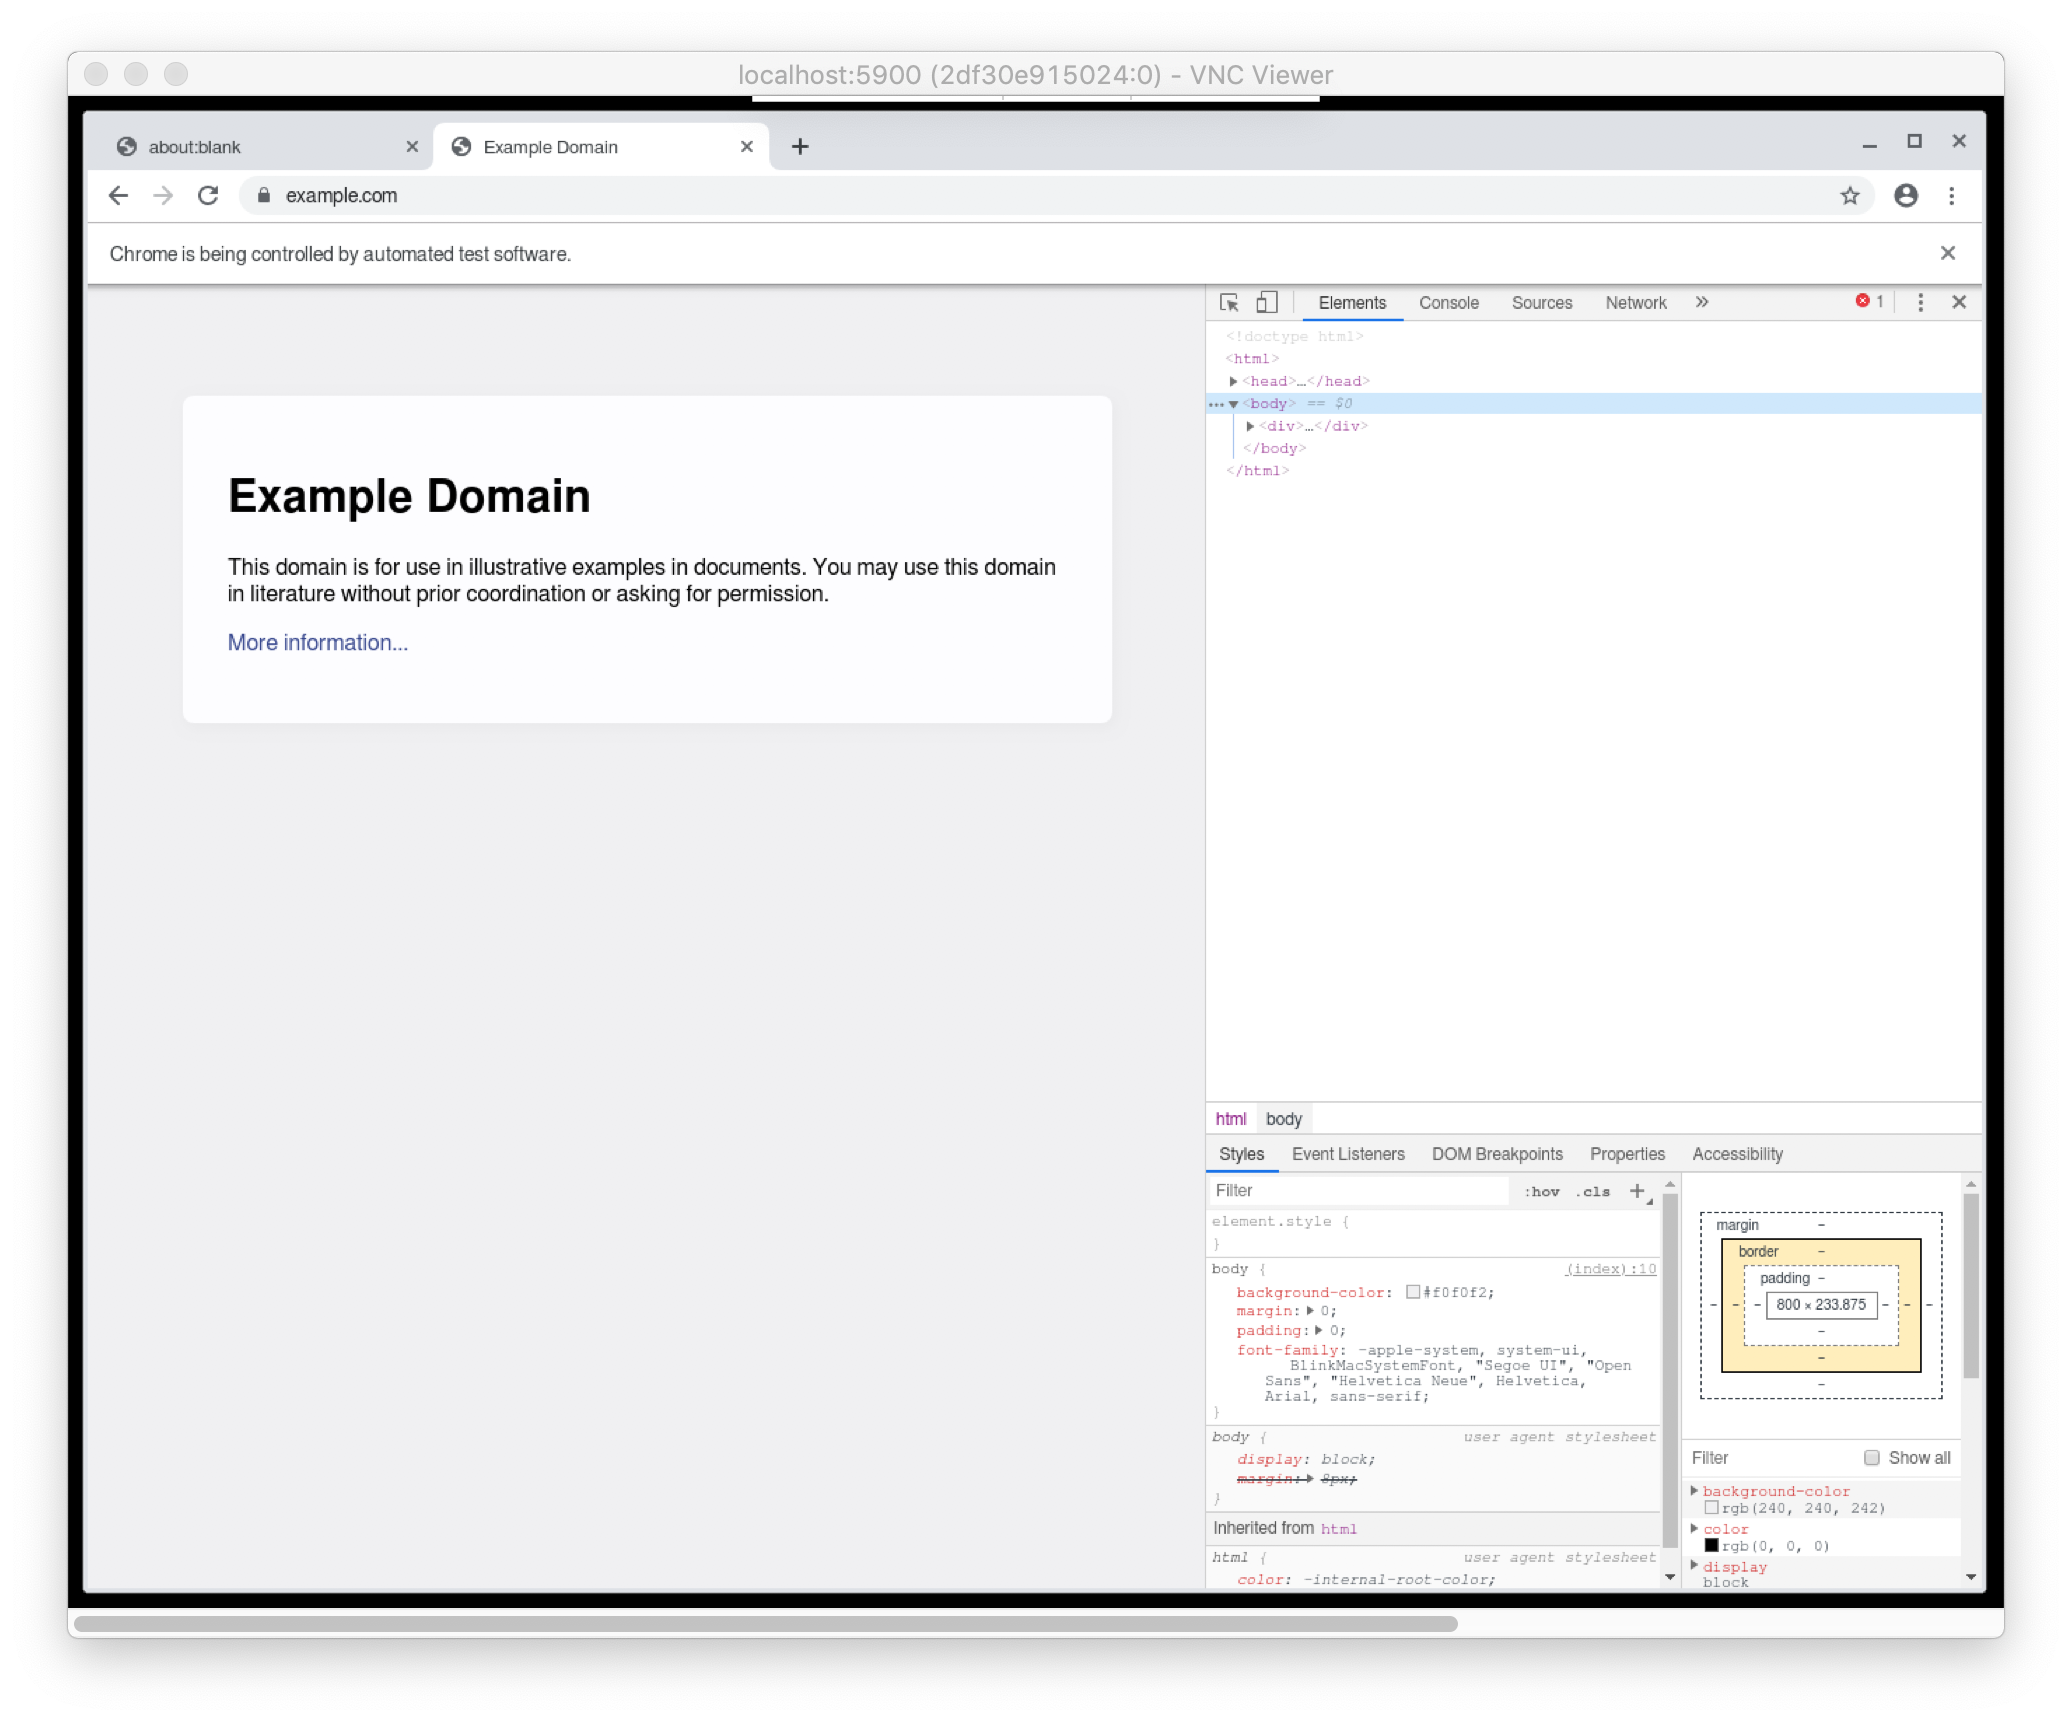 localhost:5900 (2df30e915024:0) - VNC Viewer
about:blank
Example Domain
example.com
Chrome is being controlled by automated test software.
Example Domain
This domain is for use in illustrative examples in documents. You may use this domain
in literature without prior coordination or asking for permission.
More information...
Elements Console Sources Network » 1
<!doctype html>
<html>
<head>…</head>
<body> == $0
<div>…</div>
</body>
</html>
html body
Styles Event Listeners DOM Breakpoints Properties Accessibility
Filter :hov .cls +
element.style {
}
body { (index):10
background-color: #f0f0f2;
margin: 0;
padding: 0;
font-family: -apple-system, system-ui,
BlinkMacSystemFont, "Segoe UI", "Open
Sans", "Helvetica Neue", Helvetica,
Arial, sans-serif;
}
body { user agent stylesheet
display: block;
margin: 8px;
}
Inherited from html
html { user agent stylesheet
color: -internal-root-color;
margin –
border –
padding –
– – – 800 × 233.875 – – –
–
–
–
Filter Show all
background-color
rgb(240, 240, 242)
color
rgb(0, 0, 0)
display
block